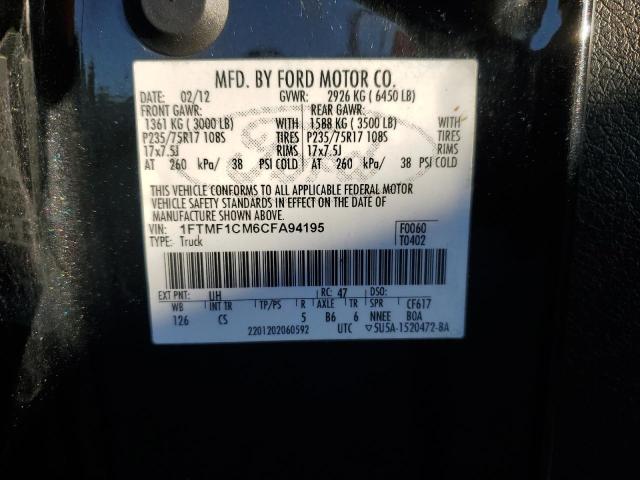 MFD. BY FORD MOTOR CO.
DATE: 02/12 GVWR: 2926 KG ( 6450 LB)
FRONT GAWR: REAR GAWR:
1361 KG ( 3000 LB) WITH 1588 KG ( 3500 LB) WITH
P235/75R17 108S TIRES P235/75R17 108S TIRES
17x7.5J RIMS 17x7.5J RIMS
AT 260 kPa/ 38 PSI COLD AT 260 kPa/ 38 PSI COLD
THIS VEHICLE CONFORMS TO ALL APPLICABLE FEDERAL MOTOR
VEHICLE SAFETY STANDARDS IN EFFECT ON THE DATE OF
MANUFACTURE SHOWN ABOVE.
VIN: 1FTMF1CM6CFA94195 F0060
TYPE: Truck T0402
EXT PNT: UH RC: 47 DSO:
WB INT TR TP/PS R AXLE TR SPR CF617
126 CS 5 B6 6 NNEE BOA
2201202060592 UTC ▽5U5A-1520472-BA